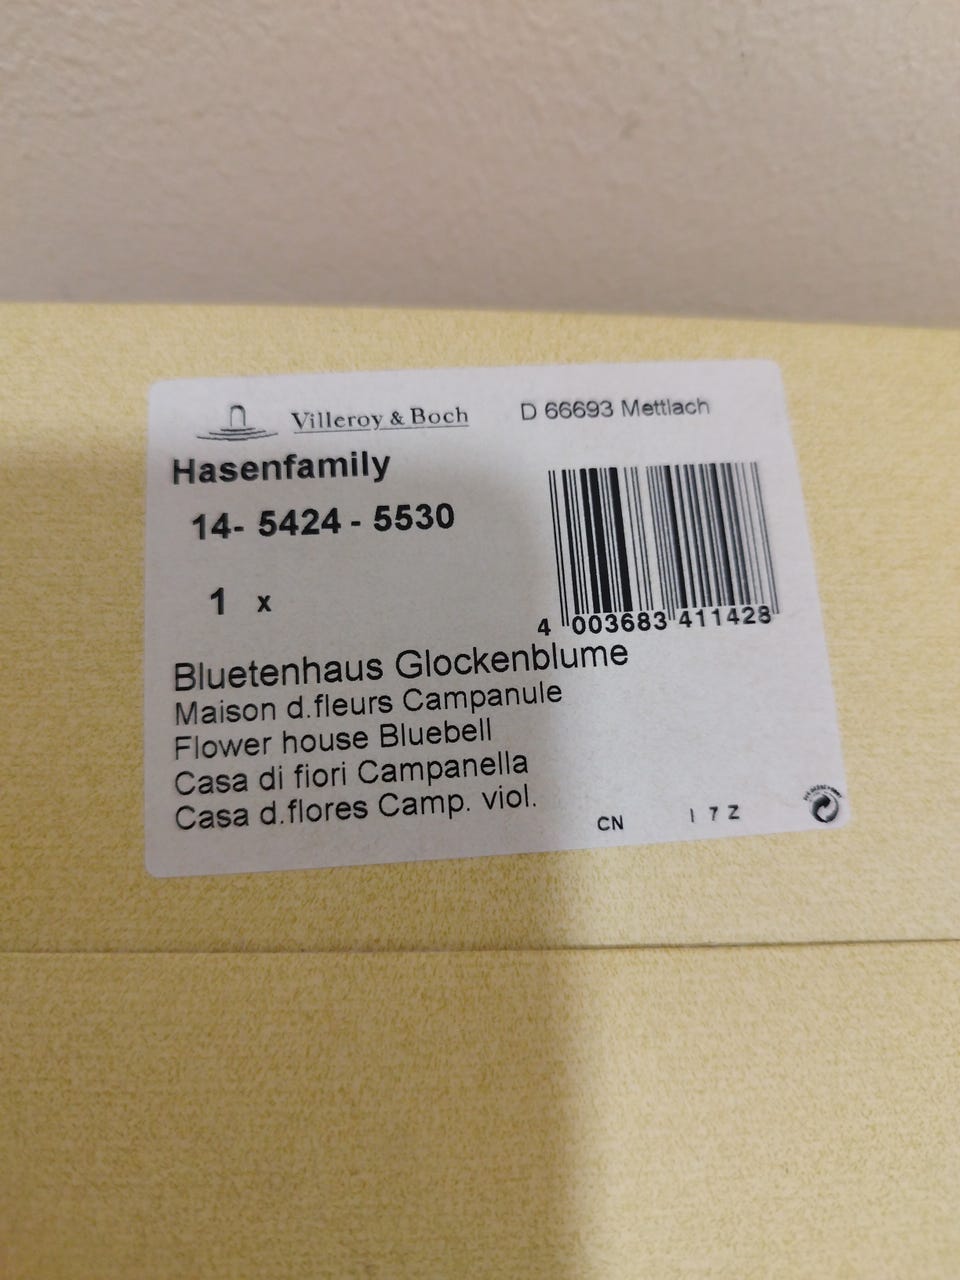 Villeroy & Boch
D 66693 Mettlach
Hasenfamily
14- 5424 - 5530
1 x
4 003683 411428
Bluetenhaus Glockenblume
Maison d.fleurs Campanule
Flower house Bluebell
Casa di fiori Campanella
Casa d.flores Camp. viol.
CN I 7 Z